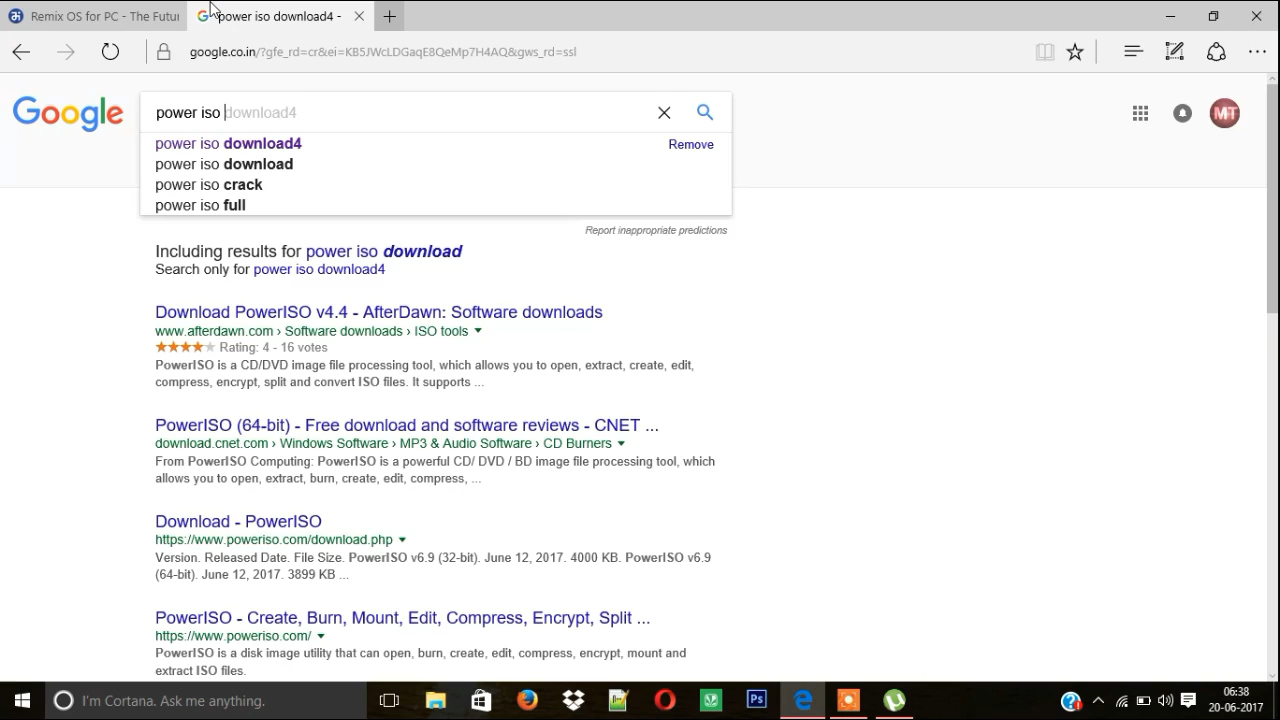 Remix OS for PC - The Futur
power iso download4 -
google.co.in/?gfe_rd=cr&ei=KB5JWcLDGaqE8QeMp7H4AQ&gws_rd=ssl
Google
power iso download4
MT
power iso download4
Remove
power iso download
power iso crack
power iso full
Report inappropriate predictions
Including results for power iso download
Search only for power iso download4
Download PowerISO v4.4 - AfterDawn: Software downloads
www.afterdawn.com › Software downloads › ISO tools
Rating: 4 - 16 votes
PowerISO is a CD/DVD image file processing tool, which allows you to open, extract, create, edit,
compress, encrypt, split and convert ISO files. It supports ...
PowerISO (64-bit) - Free download and software reviews - CNET ...
download.cnet.com › Windows Software › MP3 & Audio Software › CD Burners
From PowerISO Computing: PowerISO is a powerful CD/ DVD / BD image file processing tool, which
allows you to open, extract, burn, create, edit, compress, ...
Download - PowerISO
https://www.poweriso.com/download.php
Version. Released Date. File Size. PowerISO v6.9 (32-bit). June 12, 2017. 4000 KB. PowerISO v6.9
(64-bit). June 12, 2017. 3899 KB ...
PowerISO - Create, Burn, Mount, Edit, Compress, Encrypt, Split ...
https://www.poweriso.com/
PowerISO is a disk image utility that can open, burn, create, edit, compress, encrypt, mount and
extract ISO files.
I'm Cortana. Ask me anything.
Ps
06:38
20-06-2017